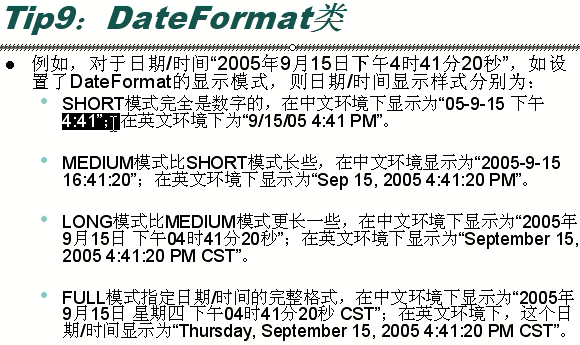 Tip9：DateFormat类
例如，对于日期/时间“2005年9月15日下午4时41分20秒”，如设
置了DateFormat的显示模式，则日期/时间显示样式分别为：
SHORT模式完全是数字的，在中文环境下显示为“05-9-15 下午
4:41”；在英文环境下为“9/15/05 4:41 PM”。
MEDIUM模式比SHORT模式长些，在中文环境显示为“2005-9-15
16:41:20”；在英文环境下显示为“Sep 15, 2005 4:41:20 PM”。
LONG模式比MEDIUM模式更长一些，在中文环境下显示为“2005年
9月15日 下午04时41分20秒”；在英文环境下显示为“September 15,
2005 4:41:20 PM CST”。
FULL模式指定日期/时间的完整格式，在中文环境下显示为“2005年
9月15日 星期四 下午04时41分20秒 CST”；在英文环境下，这个日
期/时间显示为“Thursday, September 15, 2005 4:41:20 PM CST”。